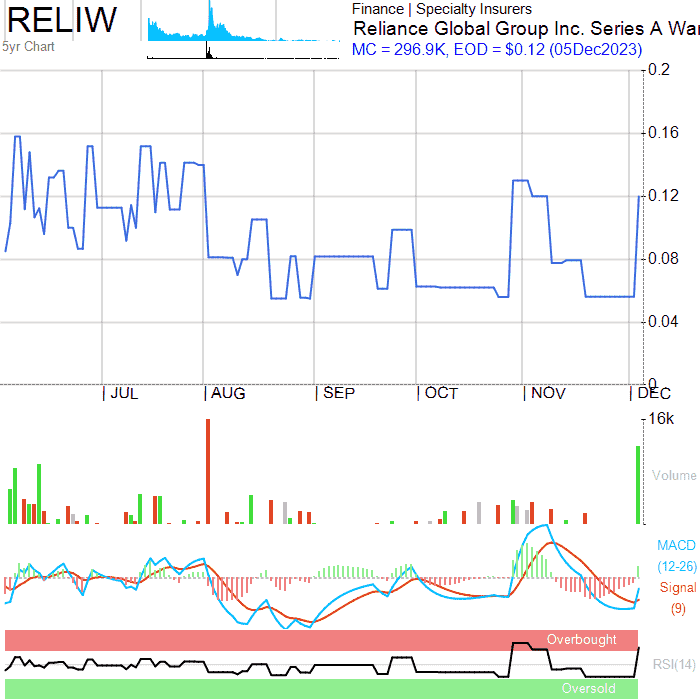 RELIW
5yr Chart
Finance | Specialty Insurers
Reliance Global Group Inc. Series A War
MC = 296.9K, EOD = $0.12 (05Dec2023)
0.2
0.16
0.12
0.08
0.04
0
JUL AUG SEP OCT NOV DEC
16k
Volume
MACD
(12-26)
Signal
(9)
Overbought
RSI(14)
Oversold